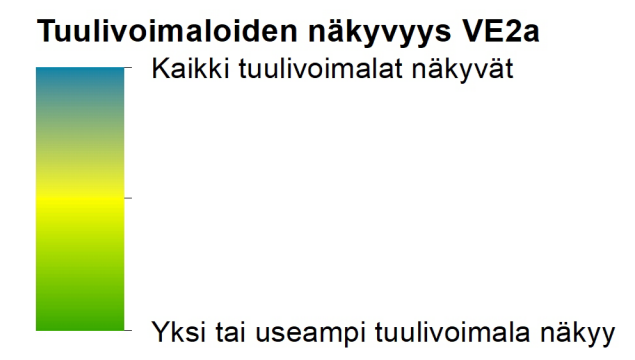 Tuulivoimaloiden näkyvyys VE2a
Kaikki tuulivoimalat näkyvät
Yksi tai useampi tuulivoimala näkyy